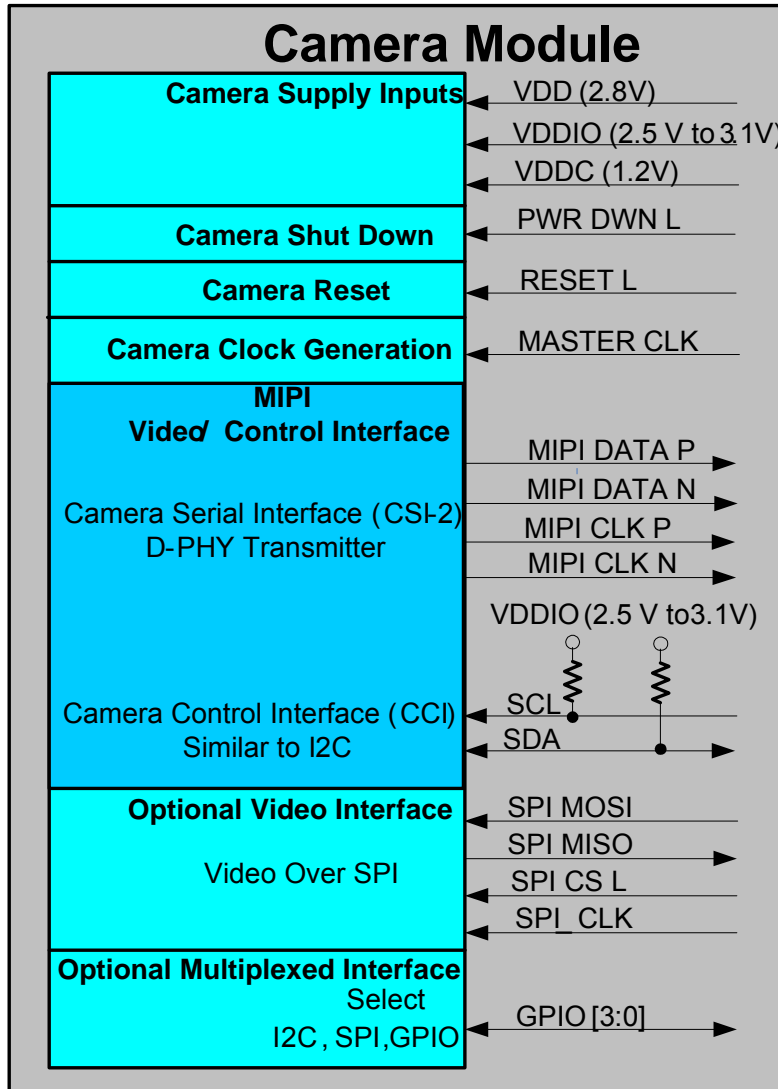 Camera Module
Camera Supply Inputs
VDD (2.8V)
VDDIO (2.5 V to 3.1V)
VDDC (1.2V)
Camera Shut Down
PWR DWN L
Camera Reset
RESET L
Camera Clock Generation
MASTER CLK
MIPI
Video/ Control Interface
MIPI DATA P
MIPI DATA N
Camera Serial Interface (CSI-2)
D-PHY Transmitter
MIPI CLK P
MIPI CLK N
VDDIO (2.5 V to3.1V)
Camera Control Interface (CCI)
Similar to I2C
SCL
SDA
Optional Video Interface
Video Over SPI
SPI MOSI
SPI MISO
SPI CS L
SPI_ CLK
Optional Multiplexed Interface
Select
I2C, SPI,GPIO
GPIO [3:0]